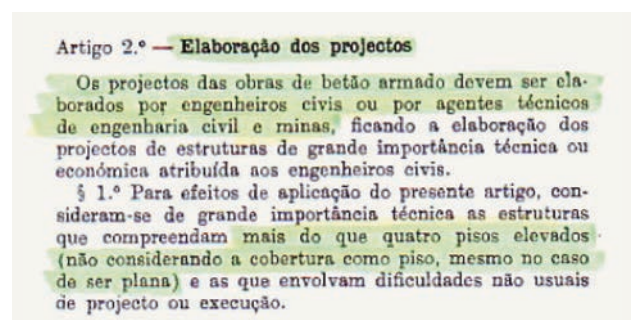 Artigo 2.º — Elaboração dos projectos
Os projectos das obras de betão armado devem ser ela-
borados por engenheiros civis ou por agentes técnicos
de engenharia civil e minas, ficando a elaboração dos
projectos de estruturas de grande importância técnica ou
económica atribuída aos engenheiros civis.
§ 1.º Para efeitos de aplicação do presente artigo, con-
sideram-se de grande importância técnica as estruturas
que compreendam mais do que quatro pisos elevados
(não considerando a cobertura como piso, mesmo no caso
de ser plana) e as que envolvam dificuldades não usuais
de projecto ou execução.